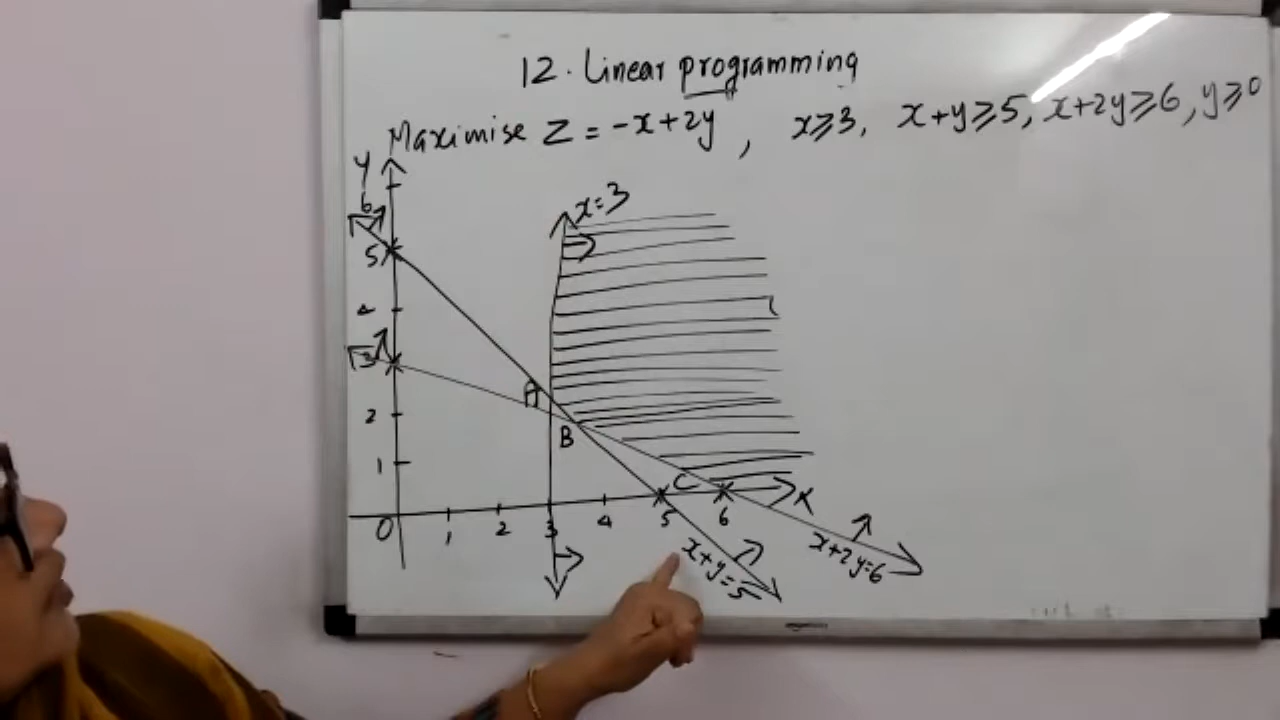 12. Linear programming
Maximise Z = -x+2y, x≥3, x+y≥5, x+2y≥6, y≥0
y
6
x=3
5
4
3
A
2
B
1
C
x
0 1 2 3 4 5 6
x+y=5
x+2y=6